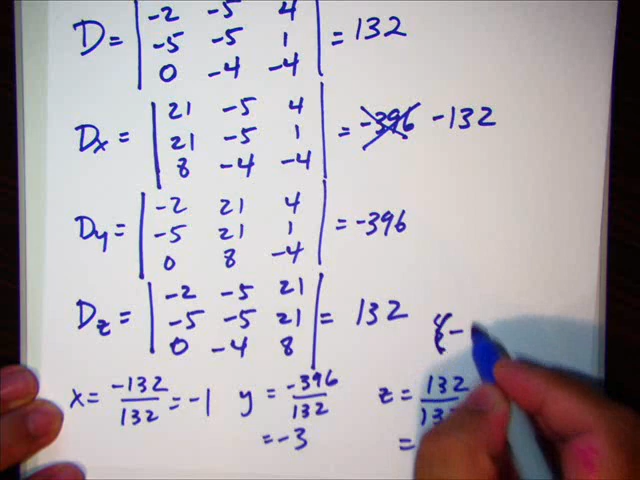 -2 -5 4
D = | -5 -5 1 | = 132
0 -4 -4
21 -5 4
Dx = | 21 -5 1 | = -396 -132
8 -4 -4
-2 21 4
Dy = | -5 21 1 | = -396
0 8 -4
-2 -5 21
Dz = | -5 -5 21 | = 132
0 -4 8
x = -132/132 = -1 y = -396/132 z = 132/13
= -3 =